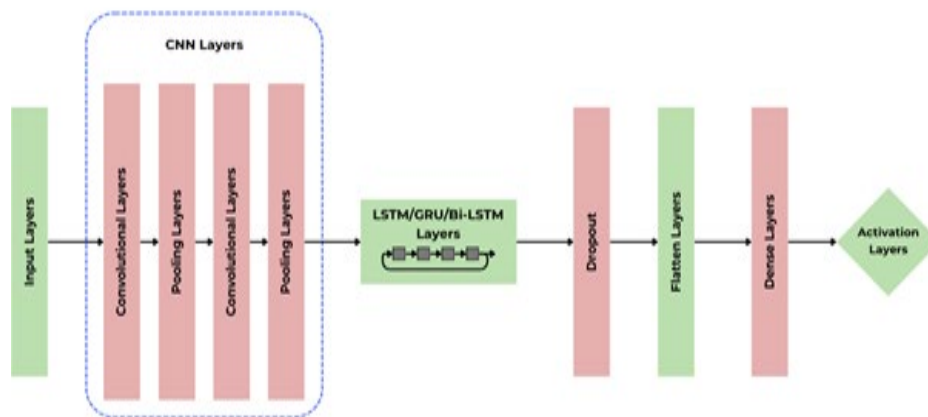 CNN Layers
Input Layers
Convolutional Layers
Pooling Layers
Convolutional Layers
Pooling Layers
LSTM/GRU/Bi-LSTM
Layers
Dropout
Flatten Layers
Dense Layers
Activation
Layers